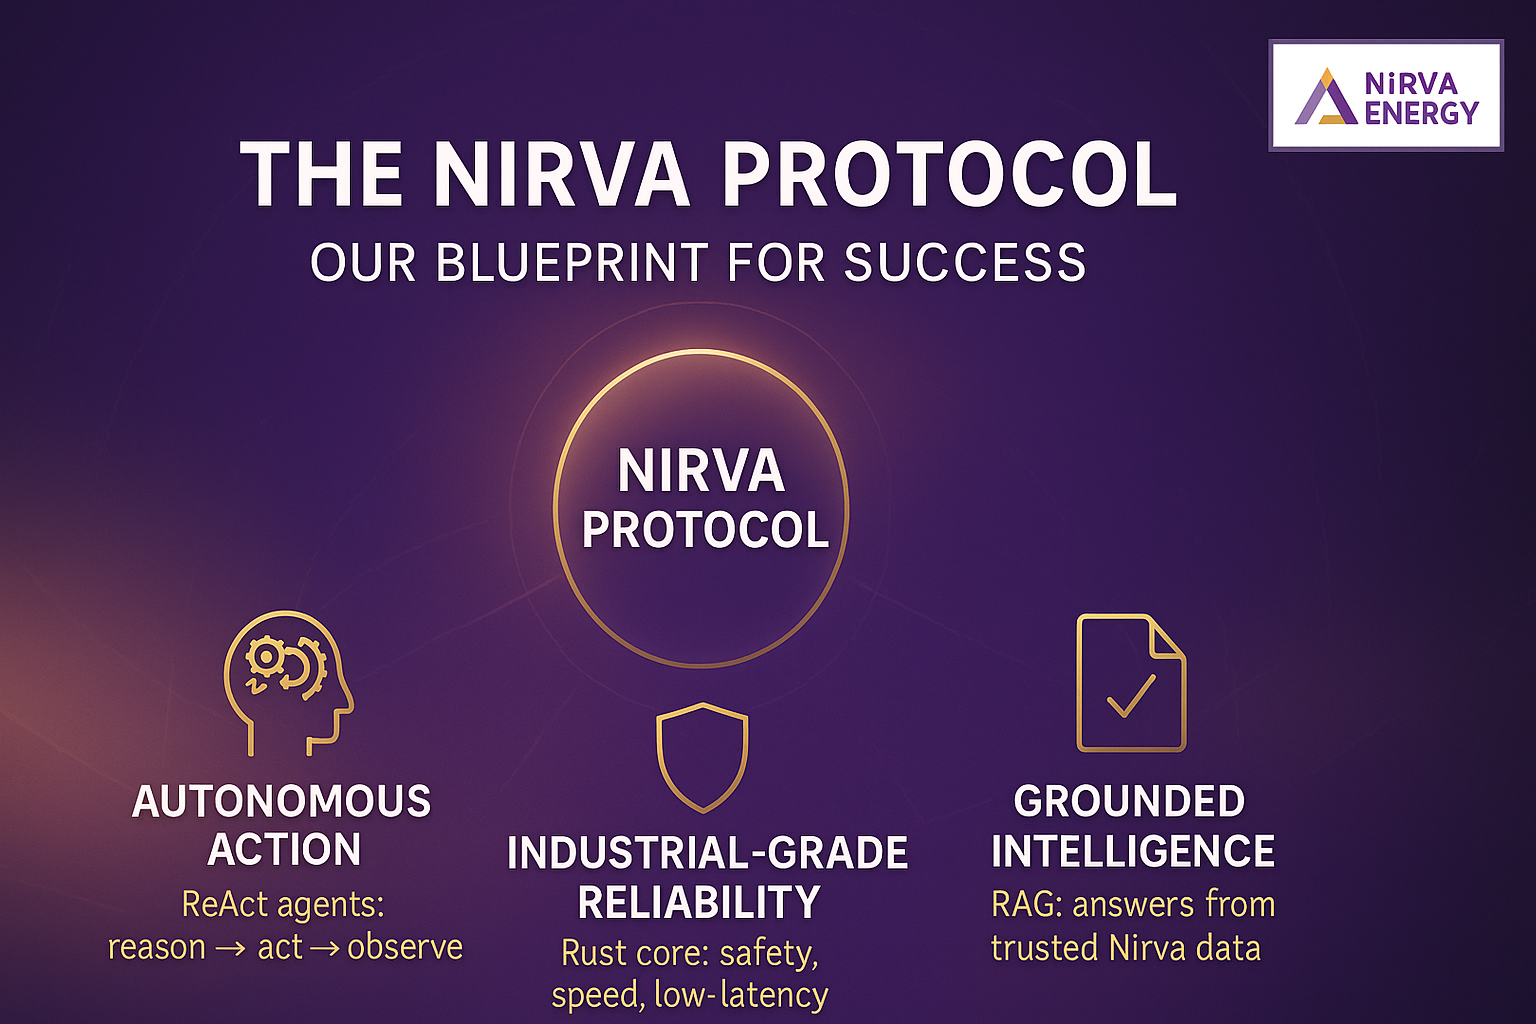 NiRVA
ENERGY
THE NIRVA PROTOCOL
OUR BLUEPRINT FOR SUCCESS
NIRVA
PROTOCOL
AUTONOMOUS
ACTION
ReAct agents:
reason → act → observe
INDUSTRIAL-GRADE
RELIABILITY
Rust core: safety,
speed, low-latency
GROUNDED
INTELLIGENCE
RAG: answers from
trusted Nirva data